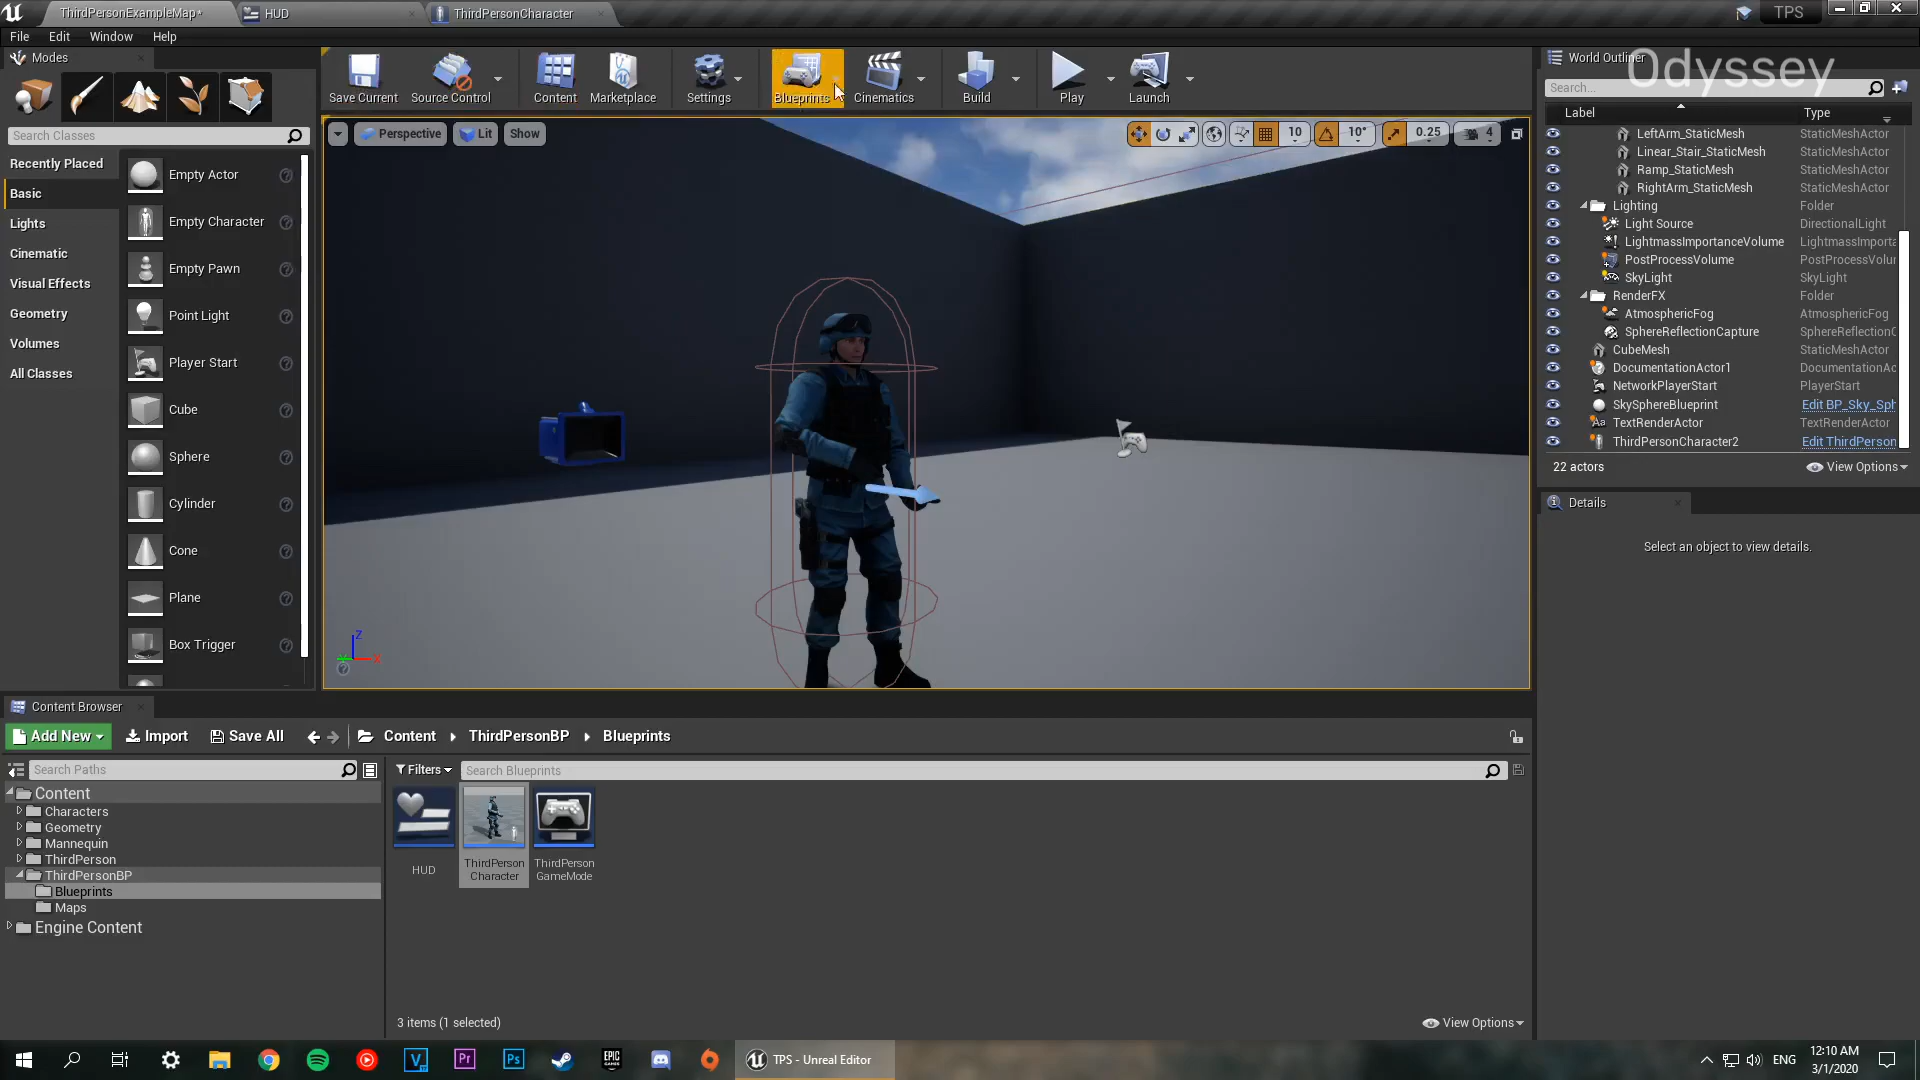 ThirdPersonExampleMap*
HUD
ThirdPersonCharacter
TPS
File Edit Window Help
Modes
Search Classes
Recently Placed
Basic
Lights
Cinematic
Visual Effects
Geometry
Volumes
All Classes
Empty Actor
Empty Character
Empty Pawn
Point Light
Player Start
Cube
Sphere
Cylinder
Cone
Plane
Box Trigger
Save Current
Source Control
Content
Marketplace
Settings
Blueprints
Cinematics
Build
Play
Launch
Perspective
Lit
Show
10
10°
0.25
4
World Outliner
Odyssey
Search...
Label Type
LeftArm_StaticMesh StaticMeshActor
Linear_Stair_StaticMesh StaticMeshActor
Ramp_StaticMesh StaticMeshActor
RightArm_StaticMesh StaticMeshActor
Lighting Folder
Light Source DirectionalLight
LightmassImportanceVolume LightmassImporta
PostProcessVolume PostProcessVolur
SkyLight SkyLight
RenderFX Folder
AtmosphericFog AtmosphericFog
SphereReflectionCapture SphereReflectionC
CubeMesh StaticMeshActor
DocumentationActor1 DocumentationAc
NetworkPlayerStart PlayerStart
SkySphereBlueprint Edit BP_Sky_Sph
TextRenderActor TextRenderActor
ThirdPersonCharacter2 Edit ThirdPerson
22 actors
View Options
Details
Select an object to view details.
Z
X
Content Browser
Add New
Import
Save All
Content
ThirdPersonBP
Blueprints
Search Paths
Filters
Search Blueprints
Content
Characters
Geometry
Mannequin
ThirdPerson
ThirdPersonBP
Blueprints
Maps
Engine Content
HUD
ThirdPerson
Character
ThirdPerson
GameMode
3 items (1 selected)
View Options
Pr
Ps
EPIC
GAMES
TPS - Unreal Editor
ENG
12:10 AM
3/1/2020